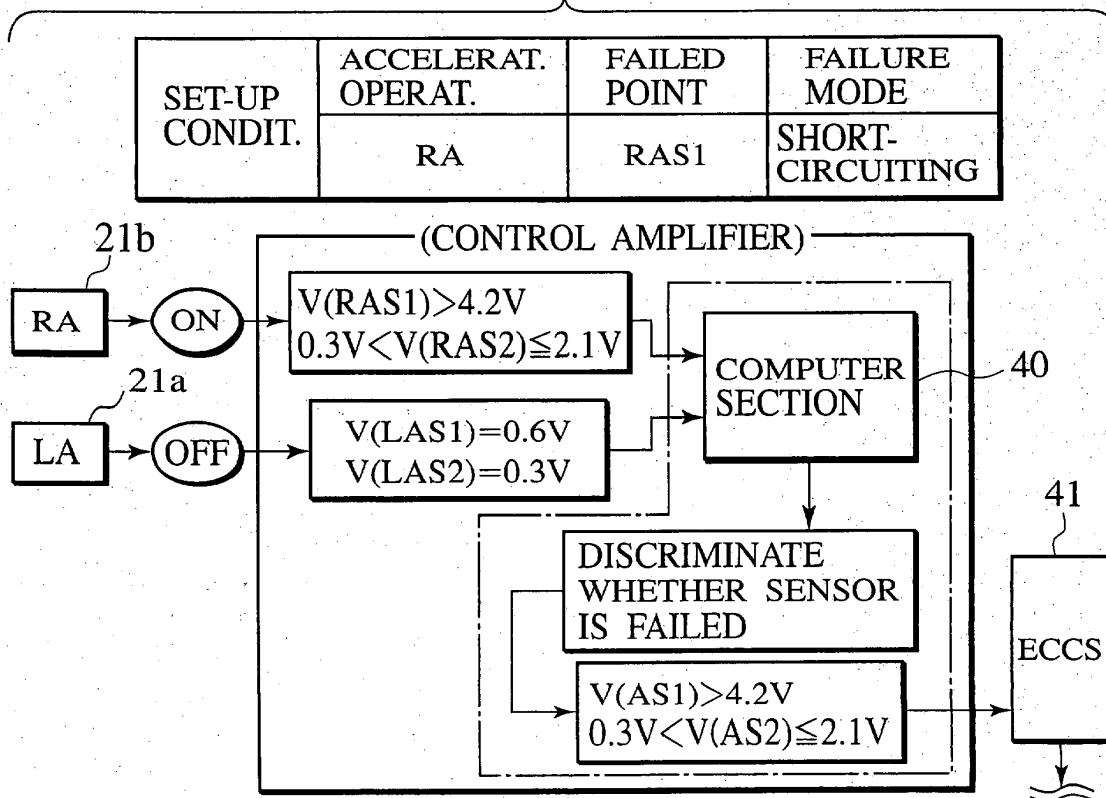 SET-UP
CONDIT.
ACCELERAT.
OPERAT.
FAILED
POINT
FAILURE
MODE
RA
RAS1
SHORT-
CIRCUITING
(CONTROL AMPLIFIER)
21b
RA
ON
V(RAS1)>4.2V
0.3V<V(RAS2)≦2.1V
21a
LA
OFF
V(LAS1)=0.6V
V(LAS2)=0.3V
COMPUTER
SECTION
40
DISCRIMINATE
WHETHER SENSOR
IS FAILED
V(AS1)>4.2V
0.3V<V(AS2)≦2.1V
41
ECCS